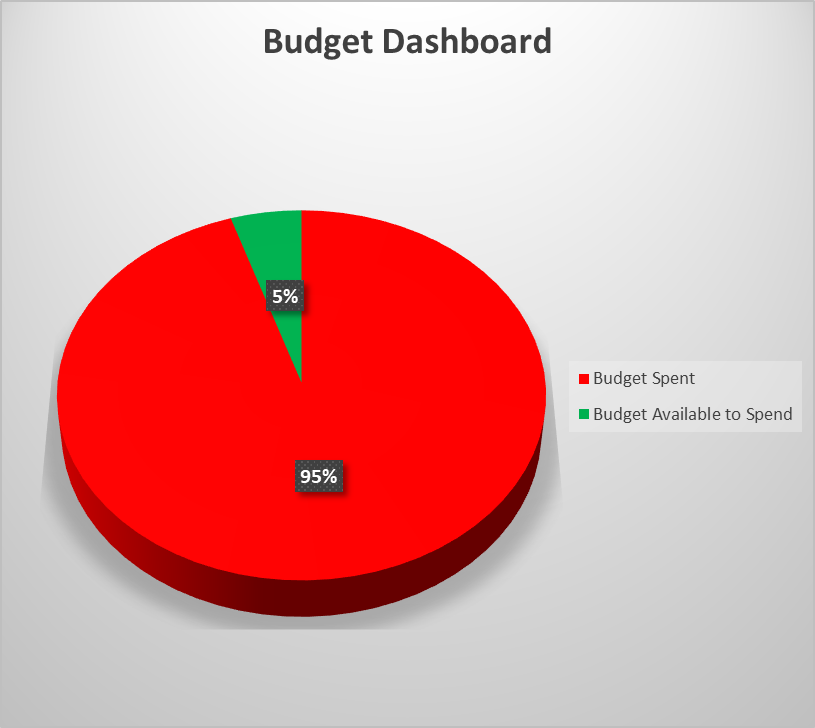 Budget Dashboard
5%
95%
Budget Spent
Budget Available to Spend